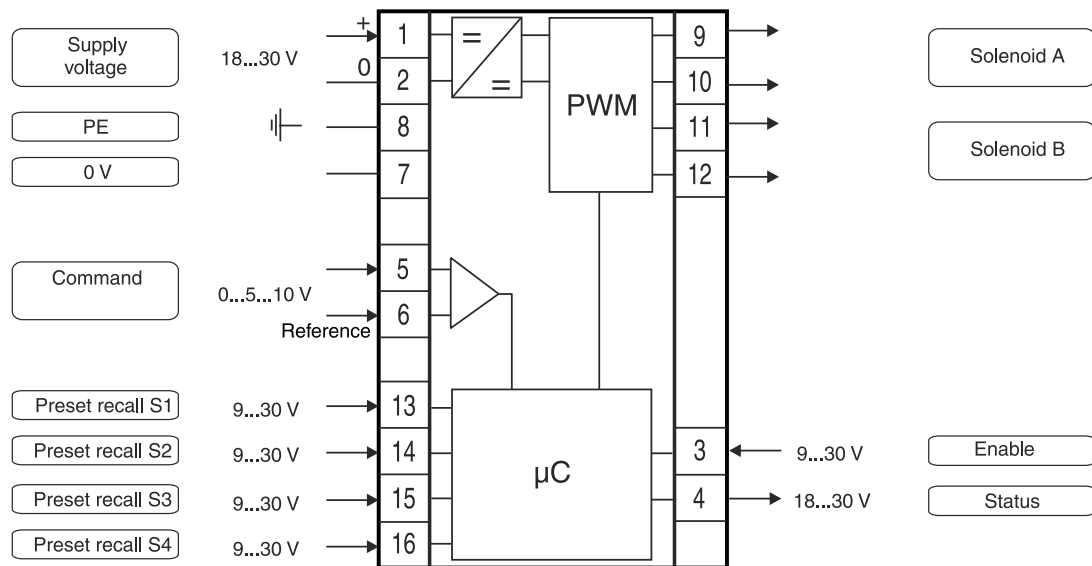 Supply
voltage
18...30 V
+
0
1
2
=
=
PWM
9
10
Solenoid A
PE
8
11
12
Solenoid B
0 V
7
Command
0...5...10 V
Reference
5
6
Preset recall S1
9...30 V
13
Preset recall S2
9...30 V
14
µC
3
9...30 V
Enable
Preset recall S3
9...30 V
15
4
18...30 V
Status
Preset recall S4
9...30 V
16